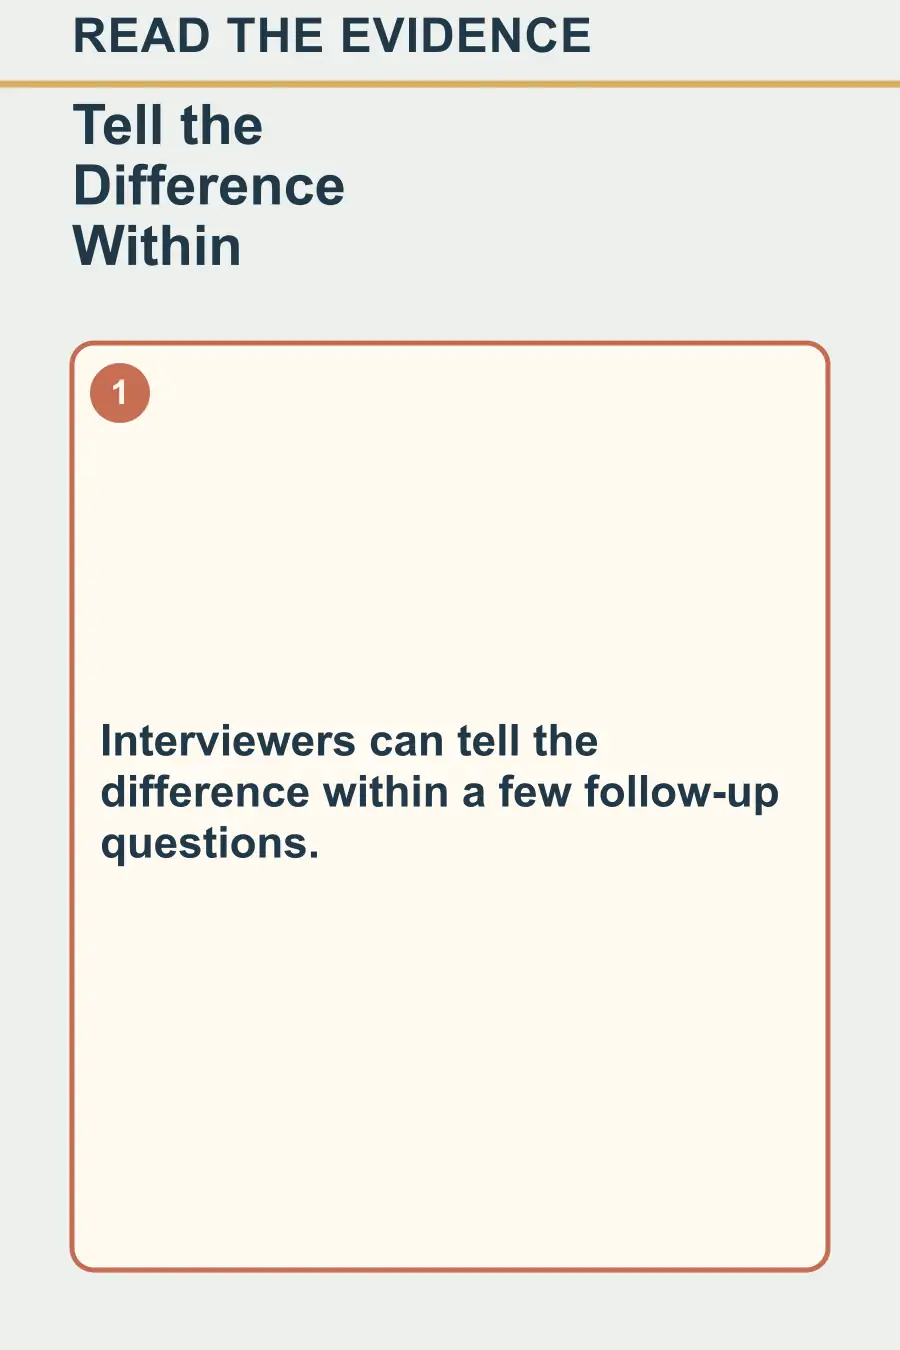 READ THE EVIDENCE
Tell the
Difference
Within
1
Interviewers can tell the
difference within a few follow-up
questions.